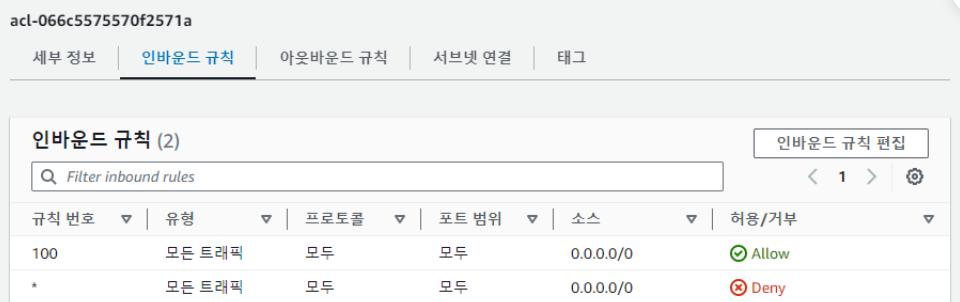 acl-066c5575570f2571a
세부 정보 인바운드 규칙 아웃바운드 규칙 서브넷 연결 태그
인바운드 규칙 (2) 인바운드 규칙 편집
Filter inbound rules 1
규칙 번호 유형 프로토콜 포트 범위 소스 허용/거부
100 모든 트래픽 모두 모두 0.0.0.0/0 Allow
* 모든 트래픽 모두 모두 0.0.0.0/0 Deny